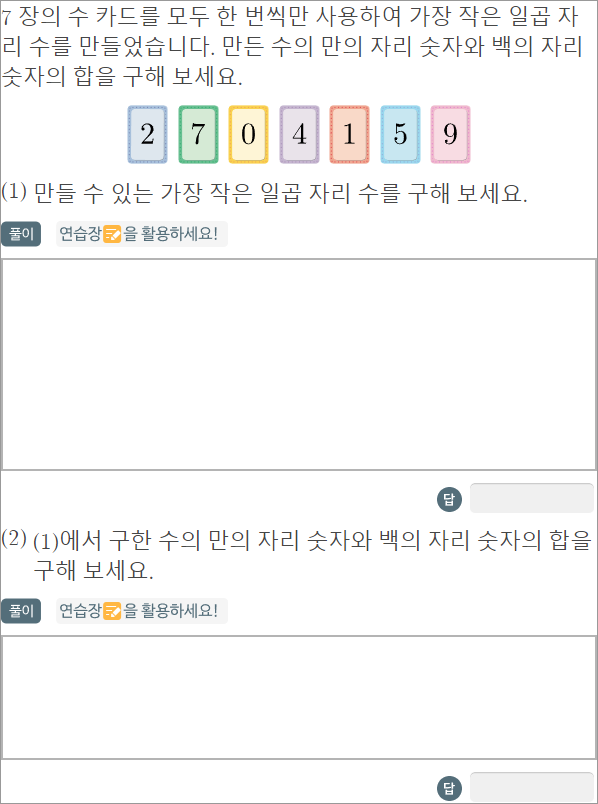 7 장의 수 카드를 모두 한 번씩만 사용하여 가장 작은 일곱 자
리 수를 만들었습니다. 만든 수의 만의 자리 숫자와 백의 자리
숫자의 합을 구해 보세요.
2 7 0 4 1 5 9
(1) 만들 수 있는 가장 작은 일곱 자리 수를 구해 보세요.
풀이 연습장을 활용하세요!
답
(2) (1)에서 구한 수의 만의 자리 숫자와 백의 자리 숫자의 합을
구해 보세요.
풀이 연습장을 활용하세요!
답